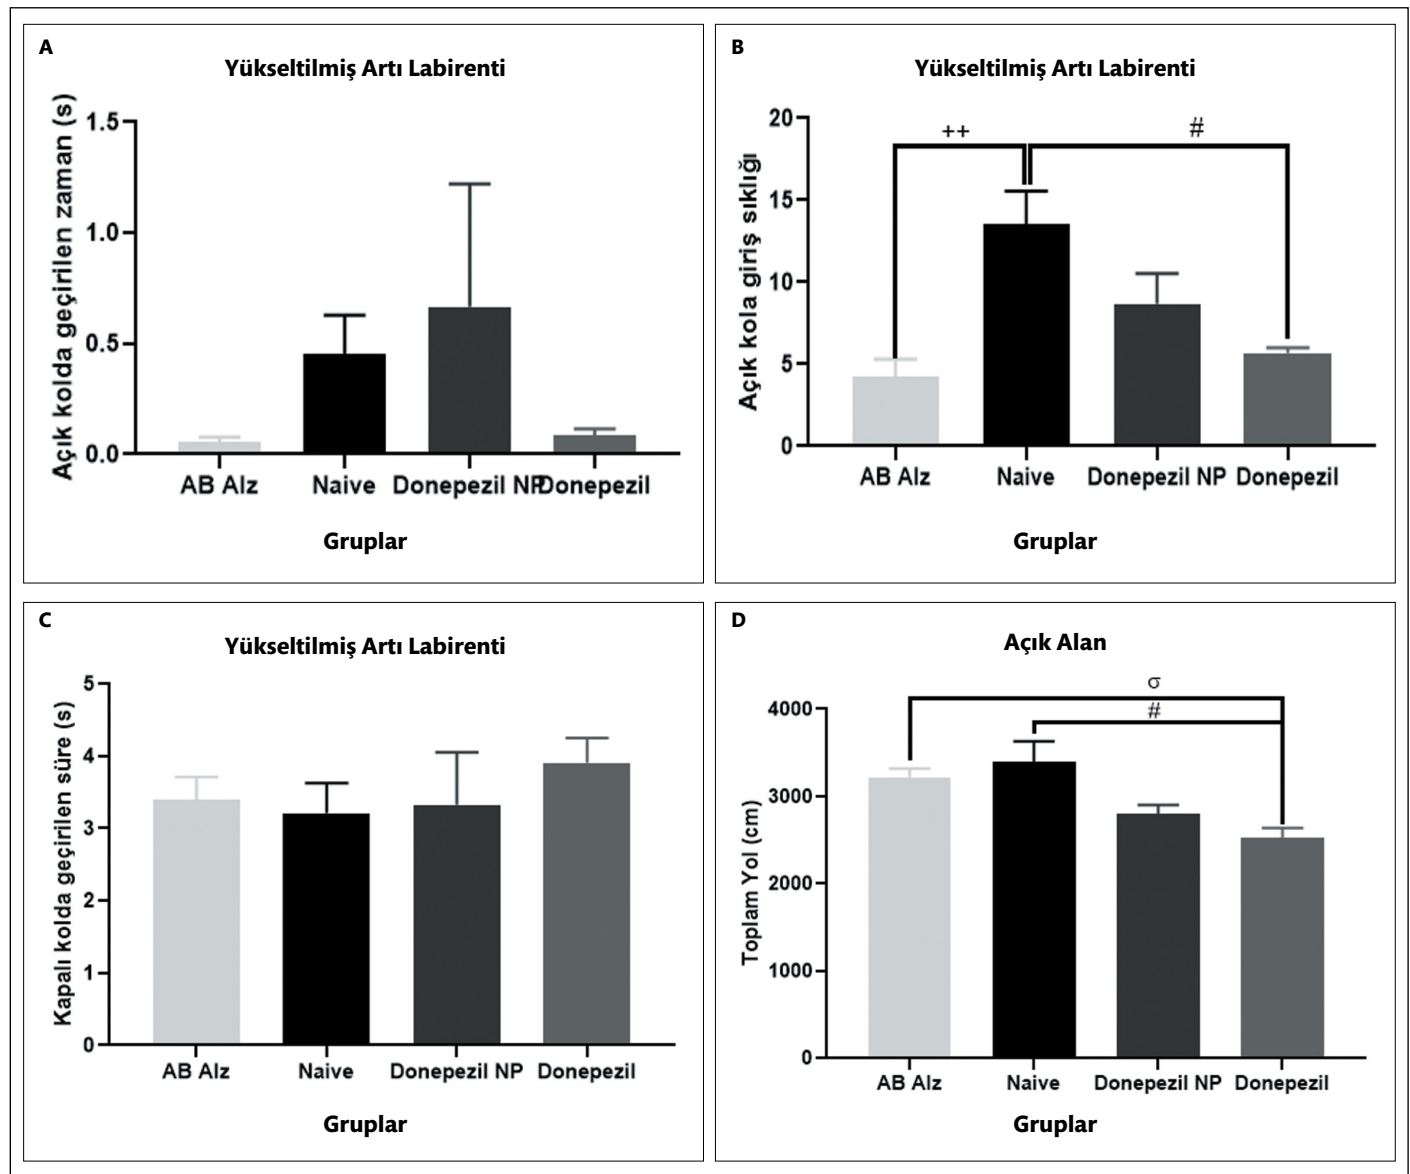 A
Yükseltilmiş Artı Labirenti
Açık kolda geçirilen zaman (s)
1.5
1.0
0.5
0.0
AB Alz Naive Donepezil NP Donepezil
Gruplar
B
Yükseltilmiş Artı Labirenti
Açık kola giriş sıklığı
20
15
10
5
0
++ #
AB Alz Naive Donepezil NP Donepezil
Gruplar
C
Yükseltilmiş Artı Labirenti
Kapalı kolda geçirilen süre (s)
5
4
3
2
1
0
AB Alz Naive Donepezil NP Donepezil
Gruplar
D
Açık Alan
Toplam Yol (cm)
4000
3000
2000
1000
0
σ
#
AB Alz Naive Donepezil NP Donepezil
Gruplar